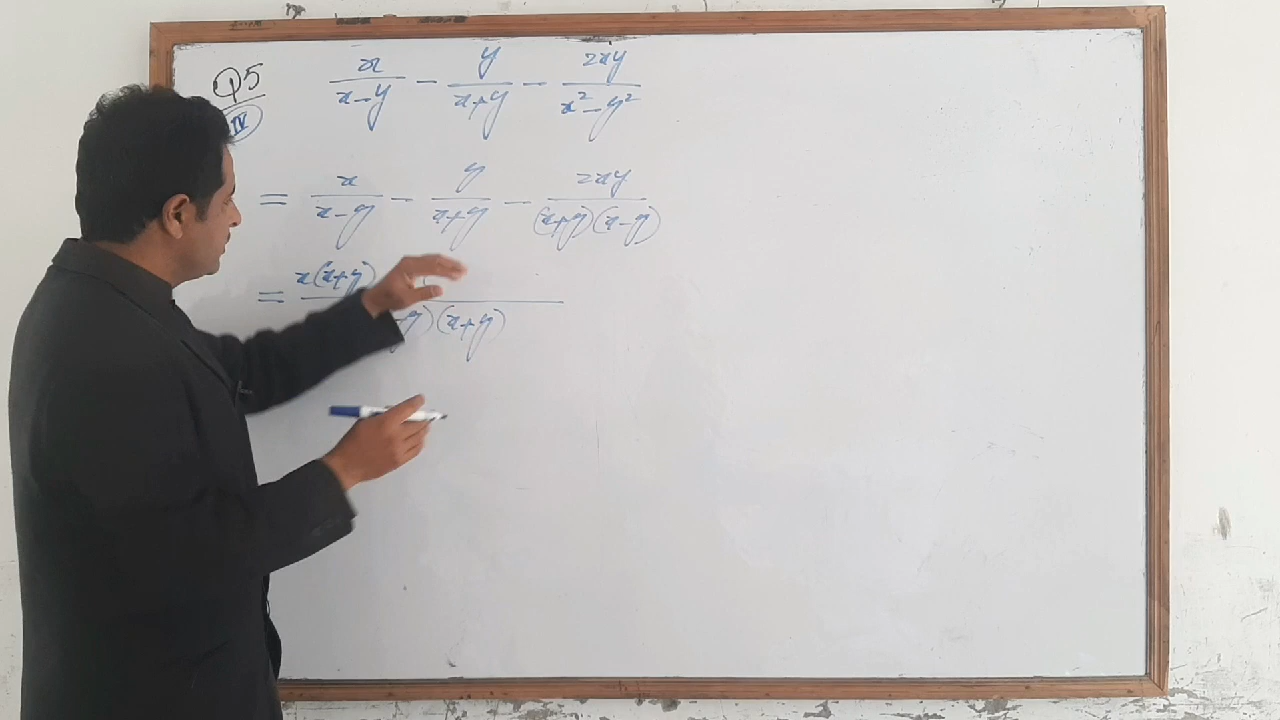 Q5 x/(x-y) - y/(x+y) - 2xy/(x²-y²)
IV
= x/(x-y) - y/(x+y) - 2xy/((x+y)(x-y))
= x(x+y) / y)(x+y)